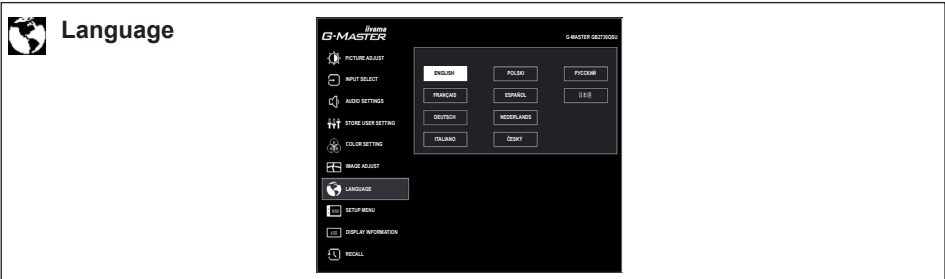 Language
iiyama
G-MASTER
G-MASTER GB2730QSU
PICTURE ADJUST
INPUT SELECT
AUDIO SETTINGS
STORE USER SETTING
COLOR SETTING
IMAGE ADJUST
LANGUAGE
SETUP MENU
DISPLAY INFORMATION
RECALL
ENGLISH POLSKI РУССКИЙ
FRANÇAIS ESPAÑOL 日本語
DEUTSCH NEDERLANDS
ITALIANO ČESKÝ